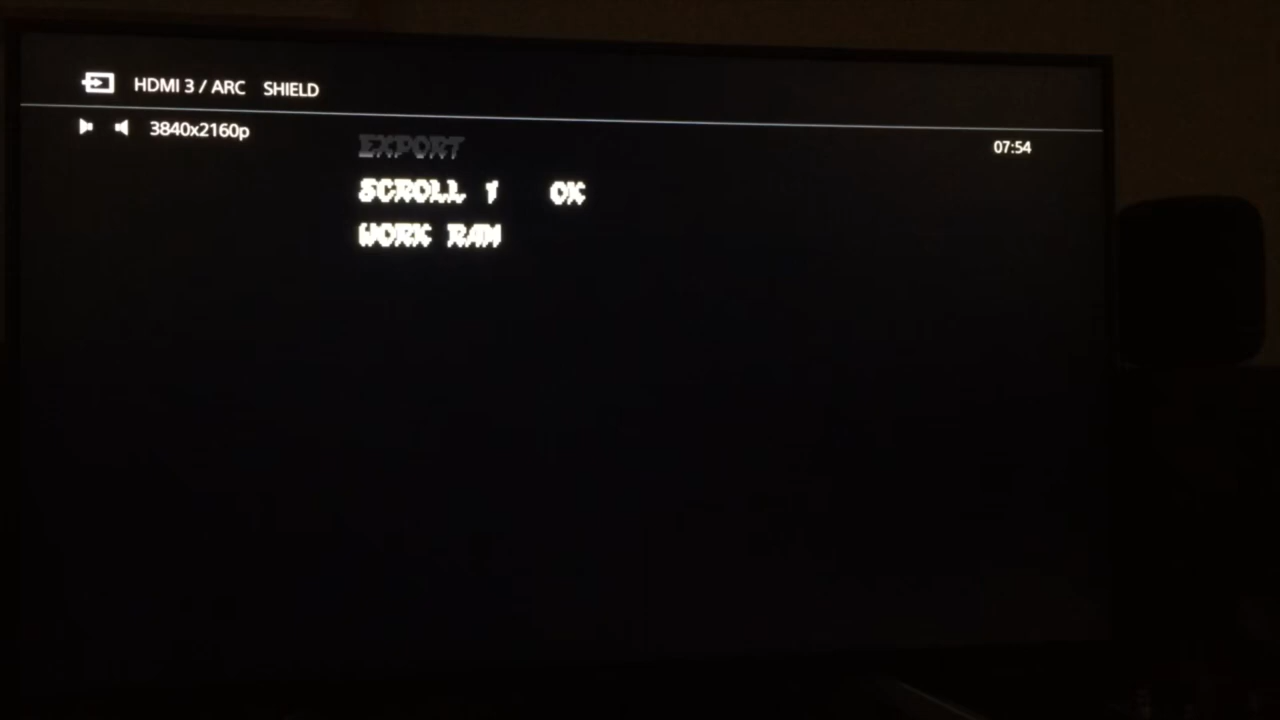 HDMI 3 / ARC SHIELD
3840x2160p
07:54
EXPORT
SCROLL 1 OK
WORK RAM